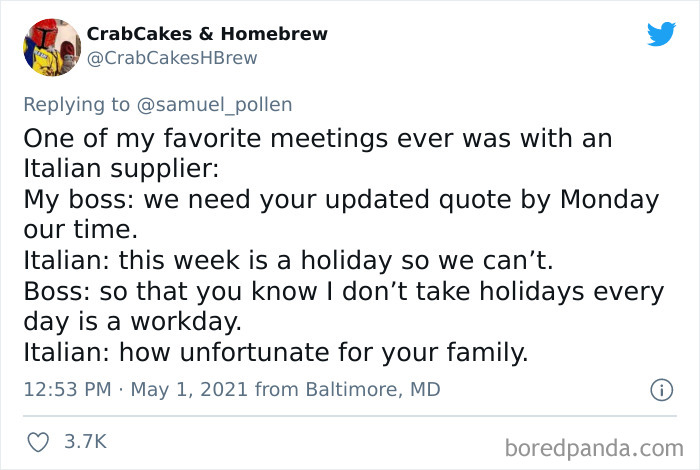 CrabCakes & Homebrew
@CrabCakesHBrew
Replying to @samuel_pollen
One of my favorite meetings ever was with an
Italian supplier:
My boss: we need your updated quote by Monday
our time.
Italian: this week is a holiday so we can’t.
Boss: so that you know I don’t take holidays every
day is a workday.
Italian: how unfortunate for your family.
12:53 PM · May 1, 2021 from Baltimore, MD
3.7K
boredpanda.com